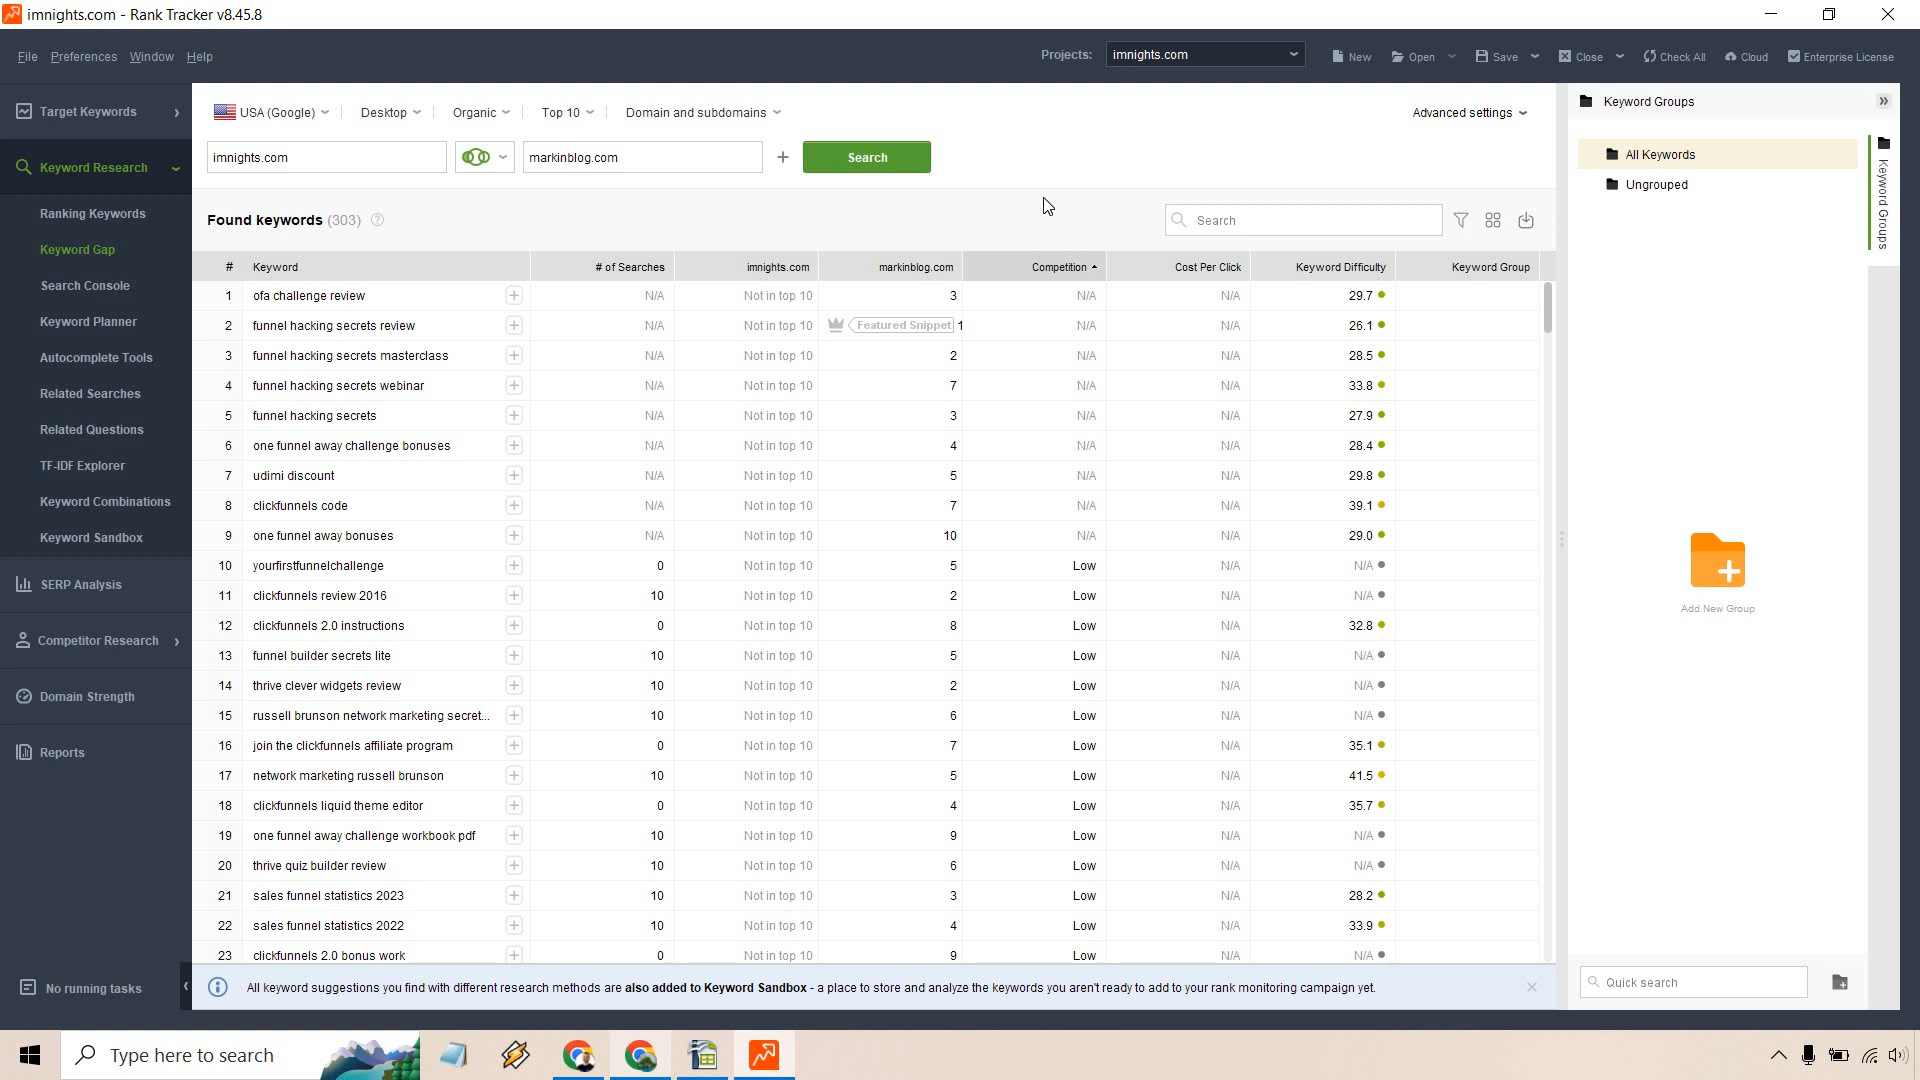 imnights.com - Rank Tracker v8.45.8
File Preferences Window Help
Projects: imnights.com New Open Save Close Check All Cloud Enterprise License
Target Keywords
Keyword Research
Ranking Keywords
Keyword Gap
Search Console
Keyword Planner
Autocomplete Tools
Related Searches
Related Questions
TF-IDF Explorer
Keyword Combinations
Keyword Sandbox
SERP Analysis
Competitor Research
Domain Strength
Reports
No running tasks
USA (Google) Desktop Organic Top 10 Domain and subdomains Advanced settings
imnights.com markinblog.com + Search
Found keywords (303) ? Search
# Keyword # of Searches imnights.com markinblog.com Competition Cost Per Click Keyword Difficulty Keyword Group
1 ofa challenge review N/A Not in top 10 3 N/A N/A 29.7
2 funnel hacking secrets review N/A Not in top 10 Featured Snippet 1 N/A N/A 26.1
3 funnel hacking secrets masterclass N/A Not in top 10 2 N/A N/A 28.5
4 funnel hacking secrets webinar N/A Not in top 10 7 N/A N/A 33.8
5 funnel hacking secrets N/A Not in top 10 3 N/A N/A 27.9
6 one funnel away challenge bonuses N/A Not in top 10 4 N/A N/A 28.4
7 udimi discount N/A Not in top 10 5 N/A N/A 29.8
8 clickfunnels code N/A Not in top 10 7 N/A N/A 39.1
9 one funnel away bonuses N/A Not in top 10 10 N/A N/A 29.0
10 yourfirstfunnelchallenge 0 Not in top 10 5 Low N/A N/A
11 clickfunnels review 2016 10 Not in top 10 2 Low N/A N/A
12 clickfunnels 2.0 instructions 0 Not in top 10 8 Low N/A 32.8
13 funnel builder secrets lite 10 Not in top 10 5 Low N/A N/A
14 thrive clever widgets review 10 Not in top 10 2 Low N/A N/A
15 russell brunson network marketing secret... 10 Not in top 10 6 Low N/A N/A
16 join the clickfunnels affiliate program 0 Not in top 10 7 Low N/A 35.1
17 network marketing russell brunson 10 Not in top 10 5 Low N/A 41.5
18 clickfunnels liquid theme editor 0 Not in top 10 4 Low N/A 35.7
19 one funnel away challenge workbook pdf 10 Not in top 10 9 Low N/A N/A
20 thrive quiz builder review 10 Not in top 10 6 Low N/A N/A
21 sales funnel statistics 2023 10 Not in top 10 3 Low N/A 28.2
22 sales funnel statistics 2022 10 Not in top 10 4 Low N/A 33.9
23 clickfunnels 2.0 bonus work 0 Not in top 10 9 Low N/A N/A
All keyword suggestions you find with different research methods are also added to Keyword Sandbox - a place to store and analyze the keywords you aren't ready to add to your rank monitoring campaign yet.
Keyword Groups
All Keywords
Ungrouped
Keyword Groups
Add New Group
Quick search
Type here to search